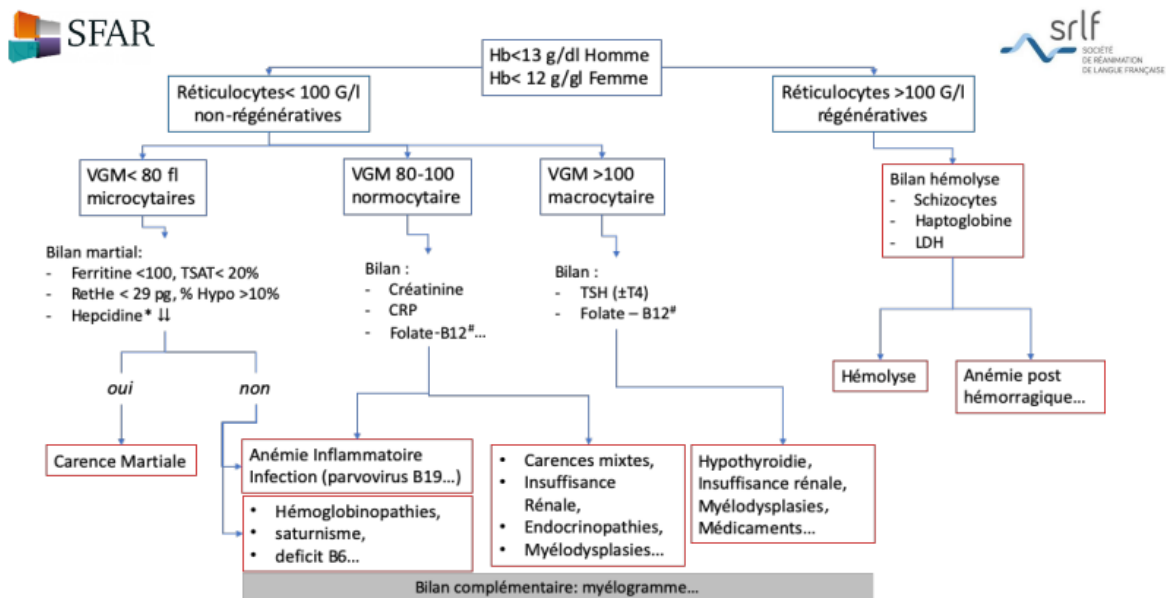 SFAR
srlf
SOCIÉTÉ
DE RÉANIMATION
DE LANGUE FRANÇAISE
Hb<13 g/dl Homme
Hb< 12 g/gl Femme
Réticulocytes< 100 G/l
non-régénératives
Réticulocytes >100 G/l
régénératives
VGM< 80 fl
microcytaires
VGM 80-100
normocytaire
VGM >100
macrocytaire
Bilan hémolyse
- Schizocytes
- Haptoglobine
- LDH
Bilan martial:
- Ferritine <100, TSAT< 20%
- RetHe < 29 pg, % Hypo >10%
- Hepcidine* ↓↓
Bilan :
- Créatinine
- CRP
- Folate-B12#...
Bilan :
- TSH (±T4)
- Folate – B12#
oui
non
Hémolyse
Anémie post
hémorragique...
Carence Martiale
Anémie Inflammatoire
Infection (parvovirus B19...)
• Hémoglobinopathies,
• saturnisme,
• deficit B6...
• Carences mixtes,
• Insuffisance
Rénale,
• Endocrinopathies,
• Myélodysplasies...
Hypothyroidie,
Insuffisance rénale,
Myélodysplasies,
Médicaments...
Bilan complémentaire: myélogramme...